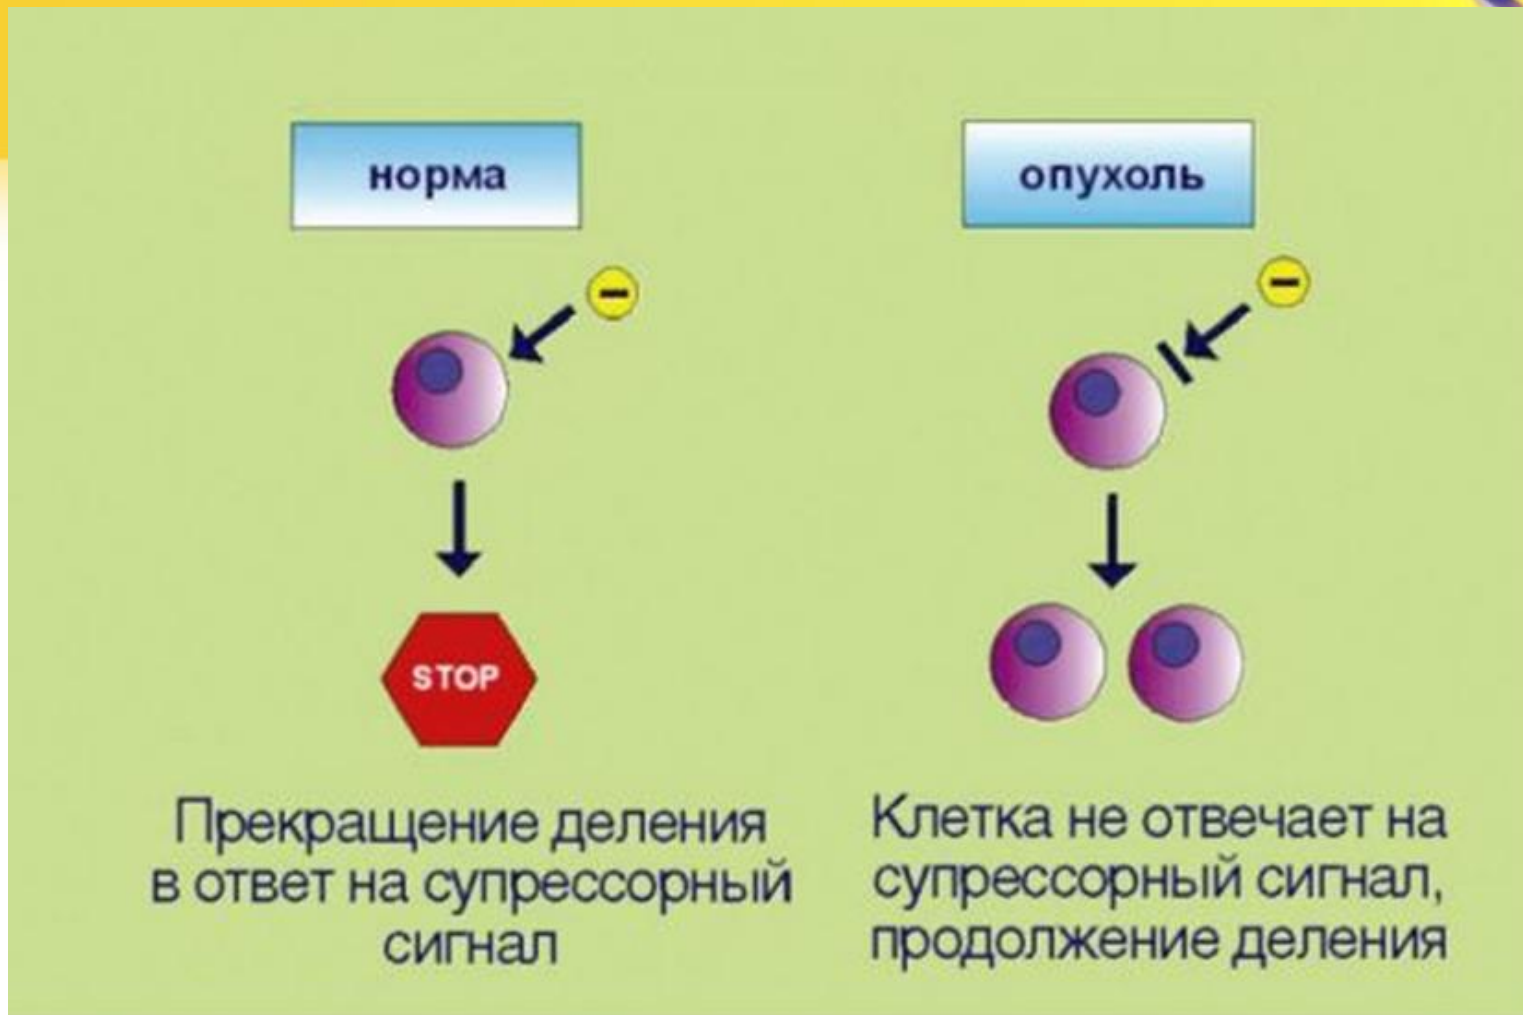 норма
опухоль
−
−
STOP
Прекращение деления
в ответ на супрессорный
сигнал
Клетка не отвечает на
супрессорный сигнал,
продолжение деления